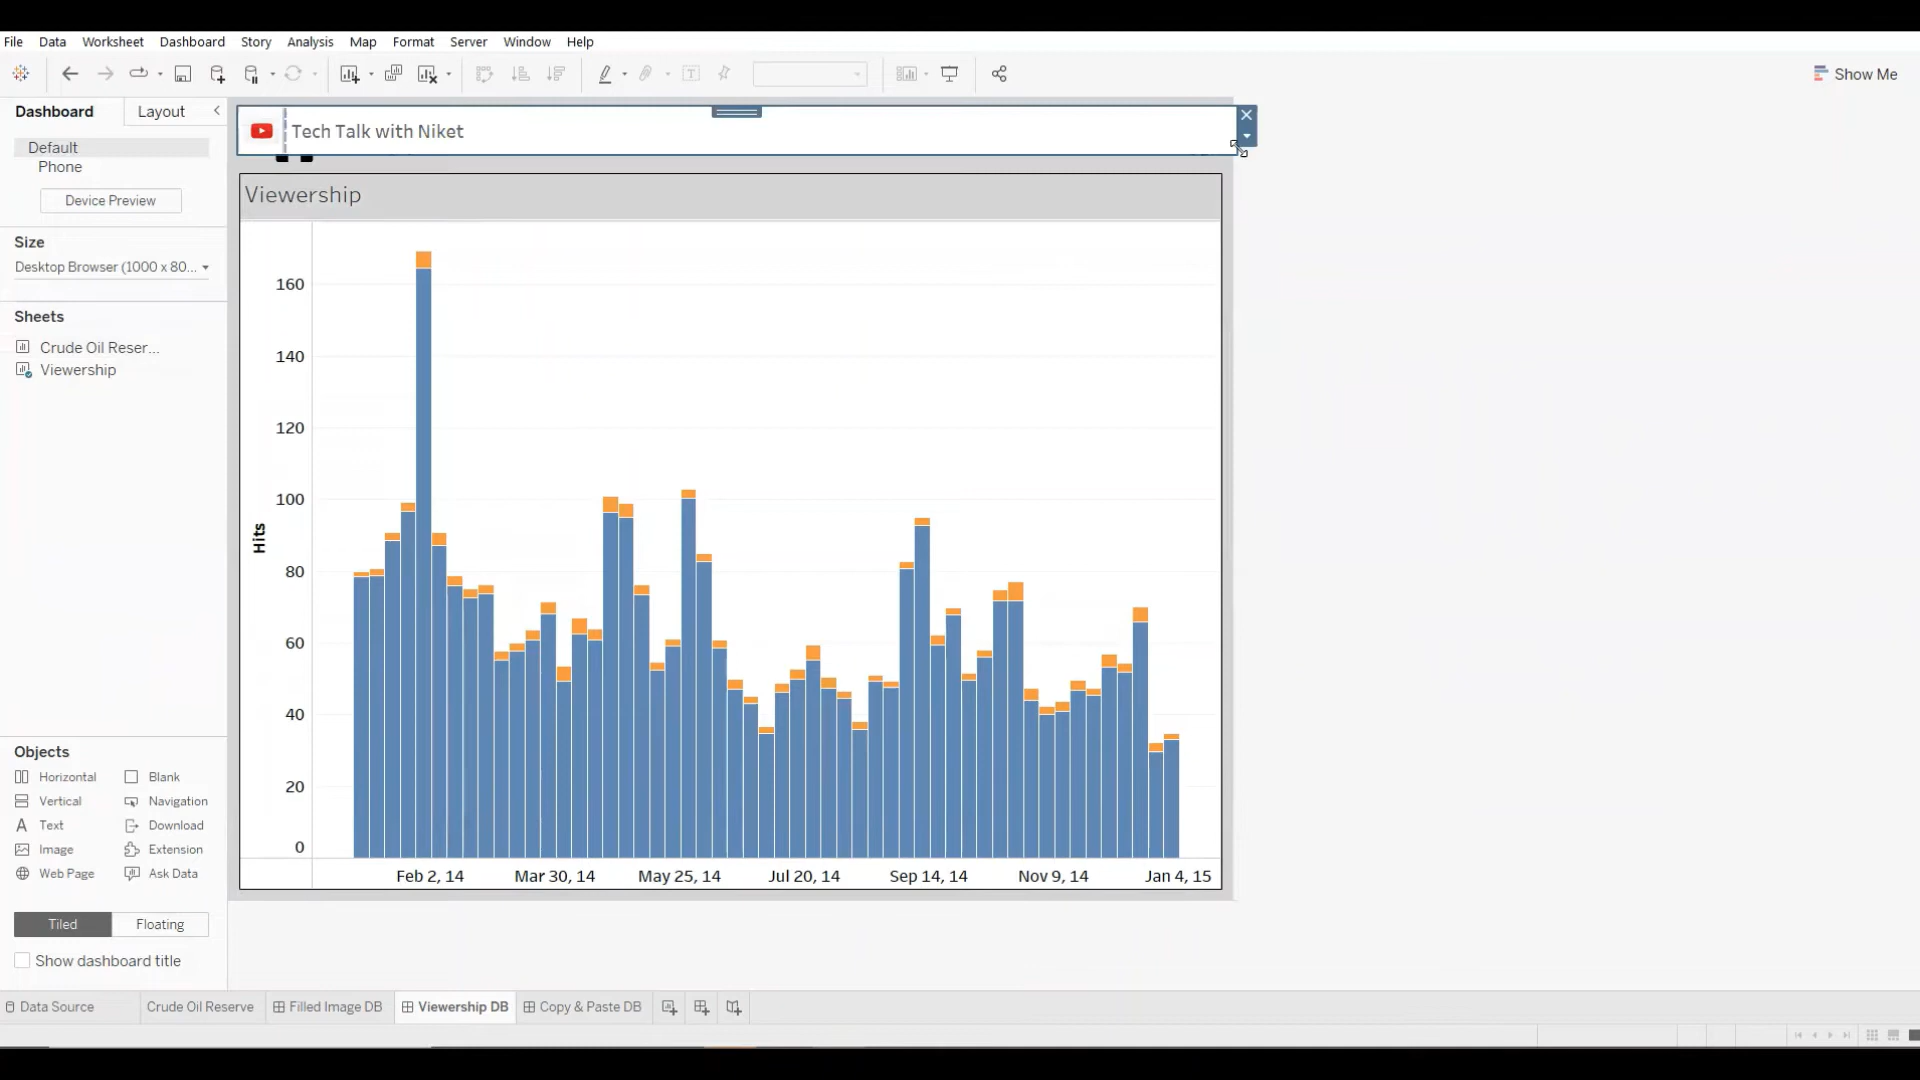 File Data Worksheet Dashboard Story Analysis Map Format Server Window Help
Show Me
Dashboard Layout
Default
Phone
Device Preview
Size
Desktop Browser (1000 x 80...
Sheets
Crude Oil Reser...
Viewership
Objects
Horizontal Blank
Vertical Navigation
Text Download
Image Extension
Web Page Ask Data
Tiled Floating
Show dashboard title
Tech Talk with Niket
Viewership
160
140
120
100
80
60
40
20
0
Hits
Feb 2, 14 Mar 30, 14 May 25, 14 Jul 20, 14 Sep 14, 14 Nov 9, 14 Jan 4, 15
Data Source Crude Oil Reserve Filled Image DB Viewership DB Copy & Paste DB